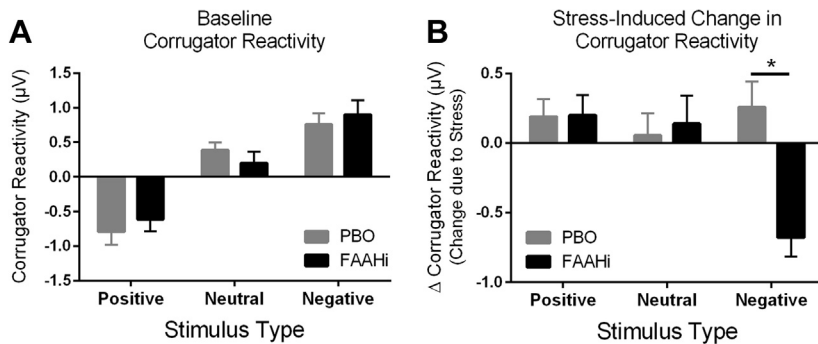 A
Baseline
Corrugator Reactivity
Corrugator Reactivity (µV)
1.5
1.0
0.5
0.0
-0.5
-1.0
-1.5
PBO
FAAHi
Positive Neutral Negative
Stimulus Type
B
Stress-Induced Change in
Corrugator Reactivity
Δ Corrugator Reactivity (µV)
(Change due to Stress)
0.5
0.0
-0.5
-1.0
*
PBO
FAAHi
Positive Neutral Negative
Stimulus Type